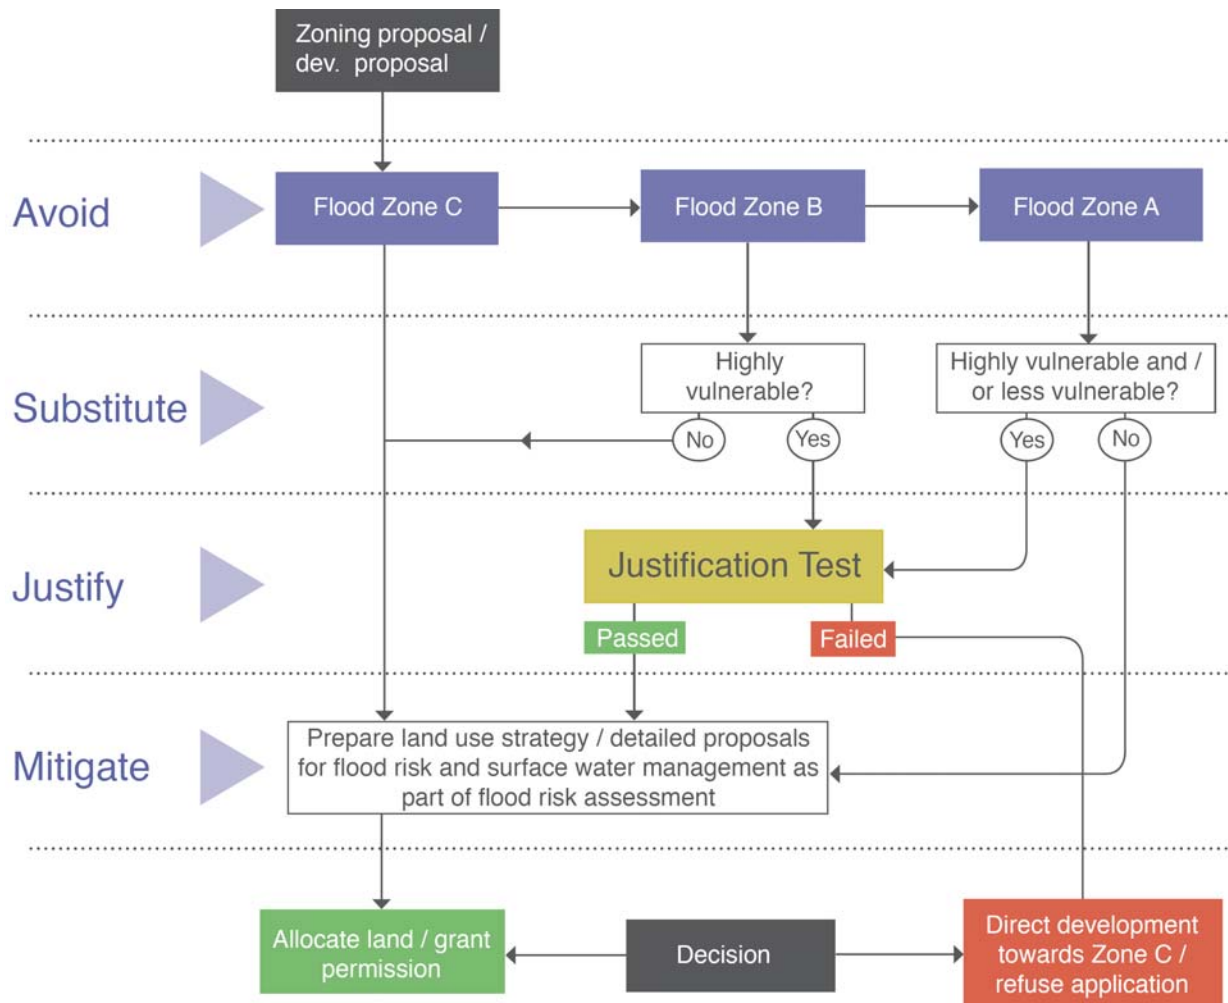 Zoning proposal /
dev. proposal
Avoid
Flood Zone C
Flood Zone B
Flood Zone A
Substitute
Highly
vulnerable?
Highly vulnerable and /
or less vulnerable?
No
Yes
Yes
No
Justify
Justification Test
Passed
Failed
Mitigate
Prepare land use strategy / detailed proposals
for flood risk and surface water management as
part of flood risk assessment
Allocate land / grant
permission
Decision
Direct development
towards Zone C /
refuse application